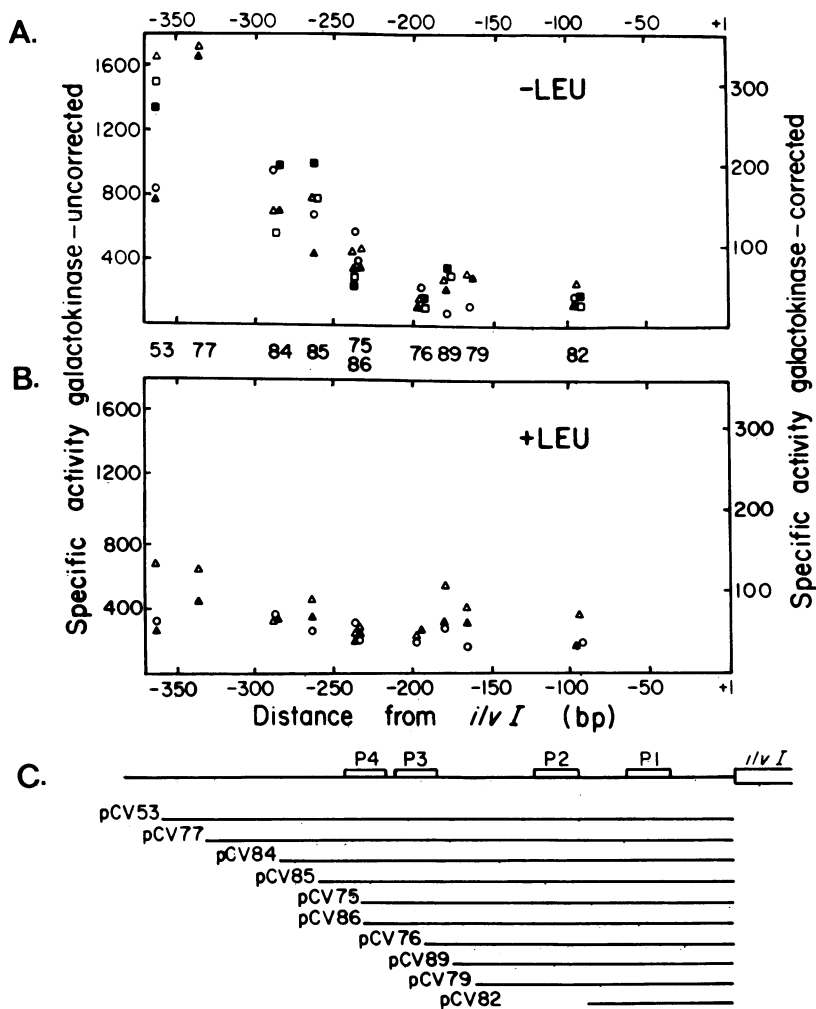 A.
-350 -300 -250 -200 -150 -100 -50 +1
Specific activity galactokinase-uncorrected
1600
1200
800
400
-LEU
300
200
100
Specific activity galactokinase-corrected
53 77 84 85 75 76 89 79 82
86
B.
1600
1200
800
400
+LEU
300
200
100
-350 -300 -250 -200 -150 -100 -50 +1
Distance from ilv I (bp)
C.
P4 P3 P2 P1 ilv I
pCV53
pCV77
pCV84
pCV85
pCV75
pCV86
pCV76
pCV89
pCV79
pCV82